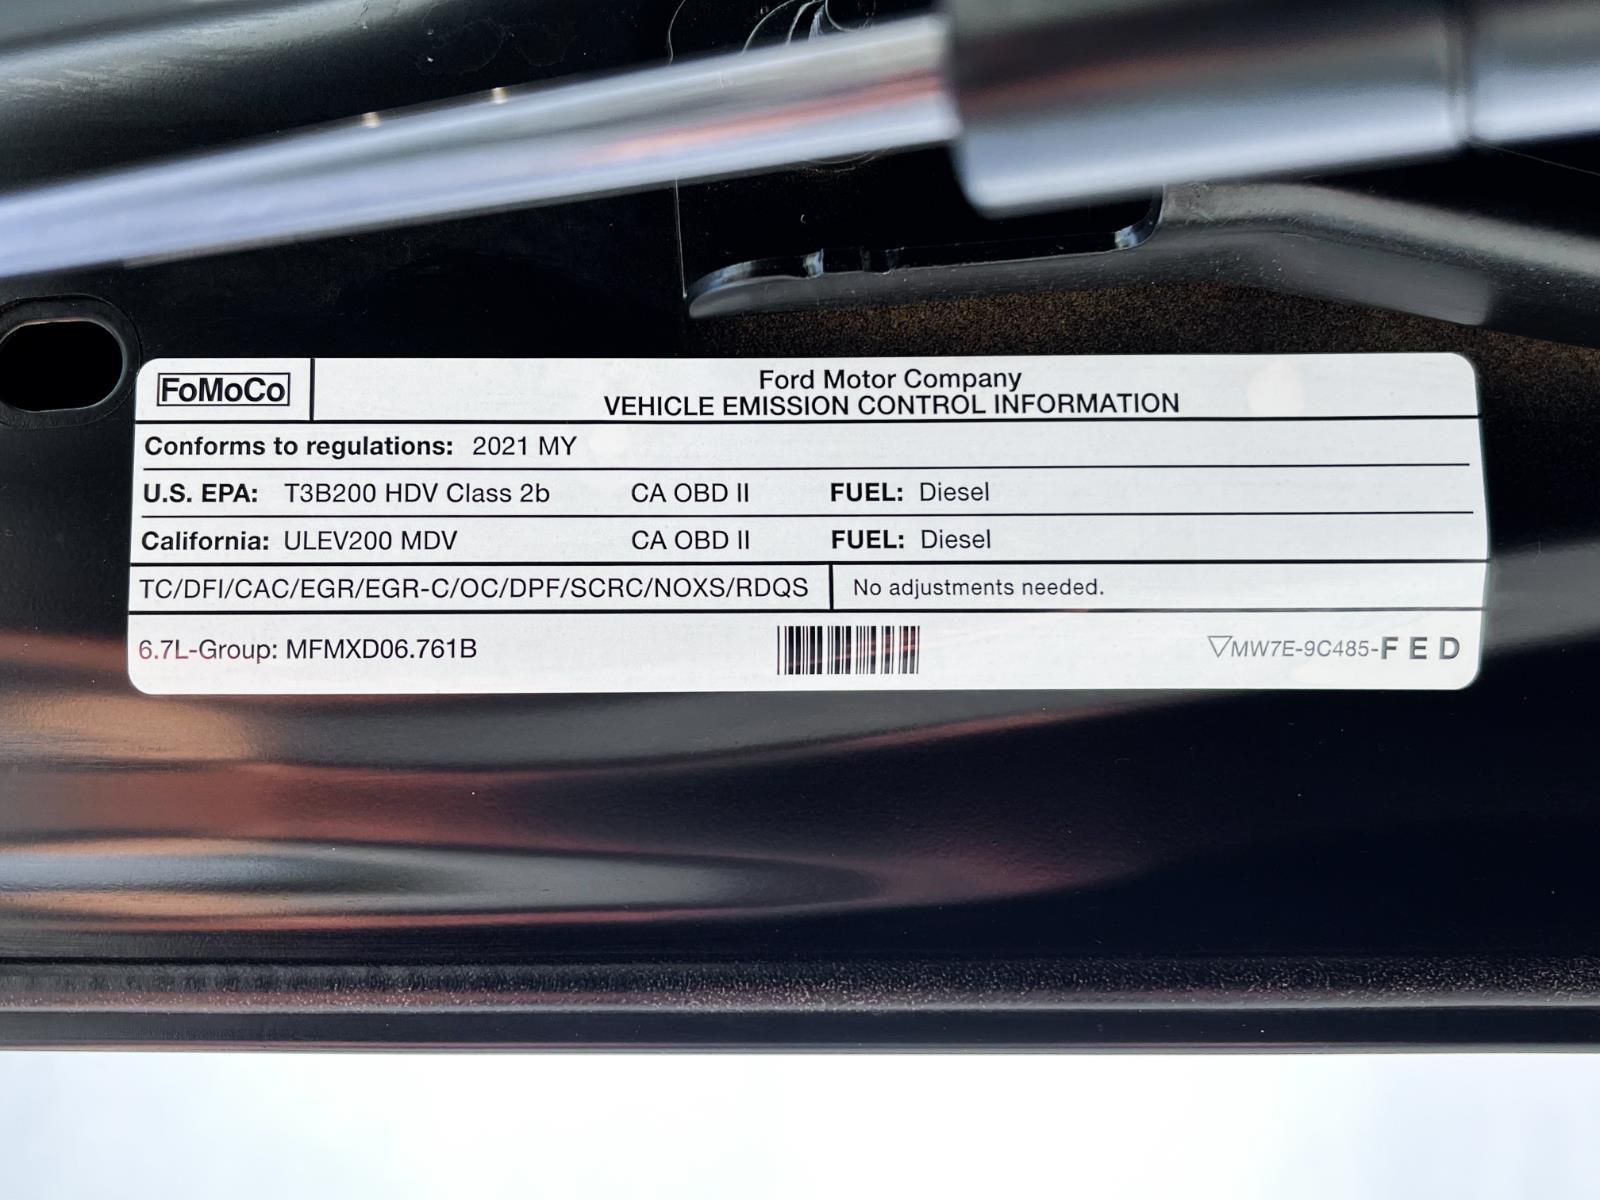 FoMoCo
Ford Motor Company
VEHICLE EMISSION CONTROL INFORMATION
Conforms to regulations: 2021 MY
U.S. EPA: T3B200 HDV Class 2b CA OBD II FUEL: Diesel
California: ULEV200 MDV CA OBD II FUEL: Diesel
TC/DFI/CAC/EGR/EGR-C/OC/DPF/SCRC/NOXS/RDQS No adjustments needed.
6.7L-Group: MFMXD06.761B ▽MW7E-9C485-FED